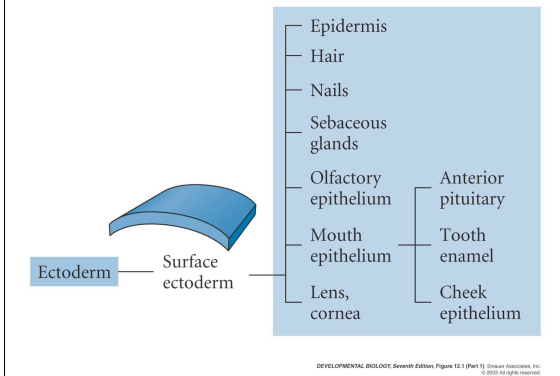 Epidermis
Hair
Nails
Sebaceous
glands
Olfactory
epithelium
Anterior
pituitary
Mouth
epithelium
Tooth
enamel
Ectoderm
Surface
ectoderm
Lens,
cornea
Cheek
epithelium
DEVELOPMENTAL BIOLOGY, Seventh Edition, Figure 12.1 (Part 1) Sinauer Associates, Inc.
© 2003 All rights reserved.